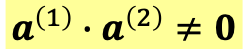 𝒂⁽¹⁾ · 𝒂⁽²⁾ ≠ 𝟎